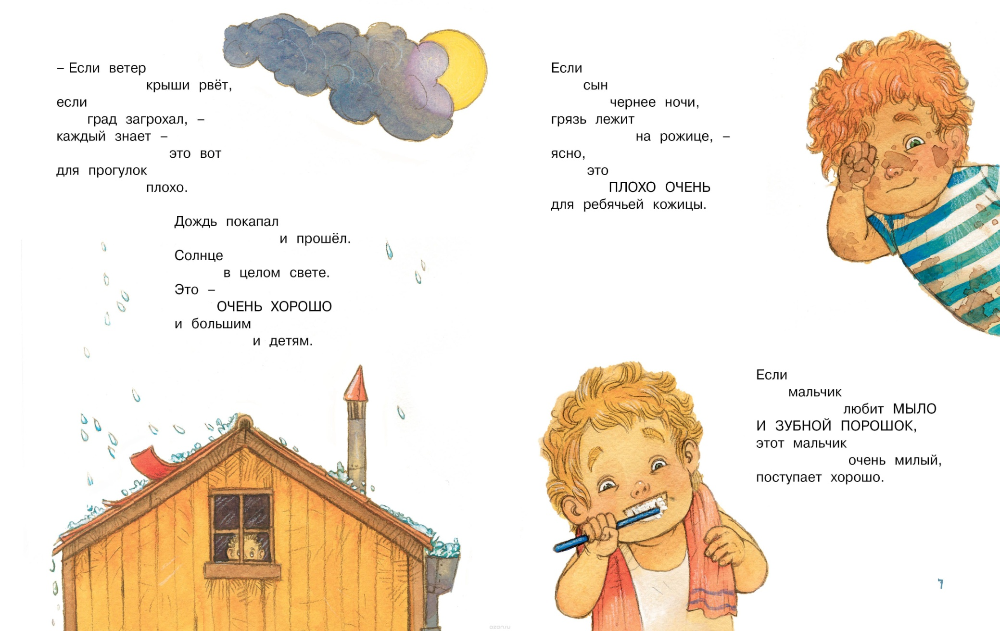 – Если ветер
крыши рвёт,
если
град загрохал, –
каждый знает –
это вот
для прогулок
плохо.
Дождь покапал
и прошёл.
Солнце
в целом свете.
Это –
ОЧЕНЬ ХОРОШО
и большим
и детям.
Если
сын
чернее ночи,
грязь лежит
на рожице, –
ясно,
это
ПЛОХО ОЧЕНЬ
для ребячьей кожицы.
Если
мальчик
любит МЫЛО
И ЗУБНОЙ ПОРОШОК,
этот мальчик
очень милый,
поступает хорошо.
7
ozon.ru